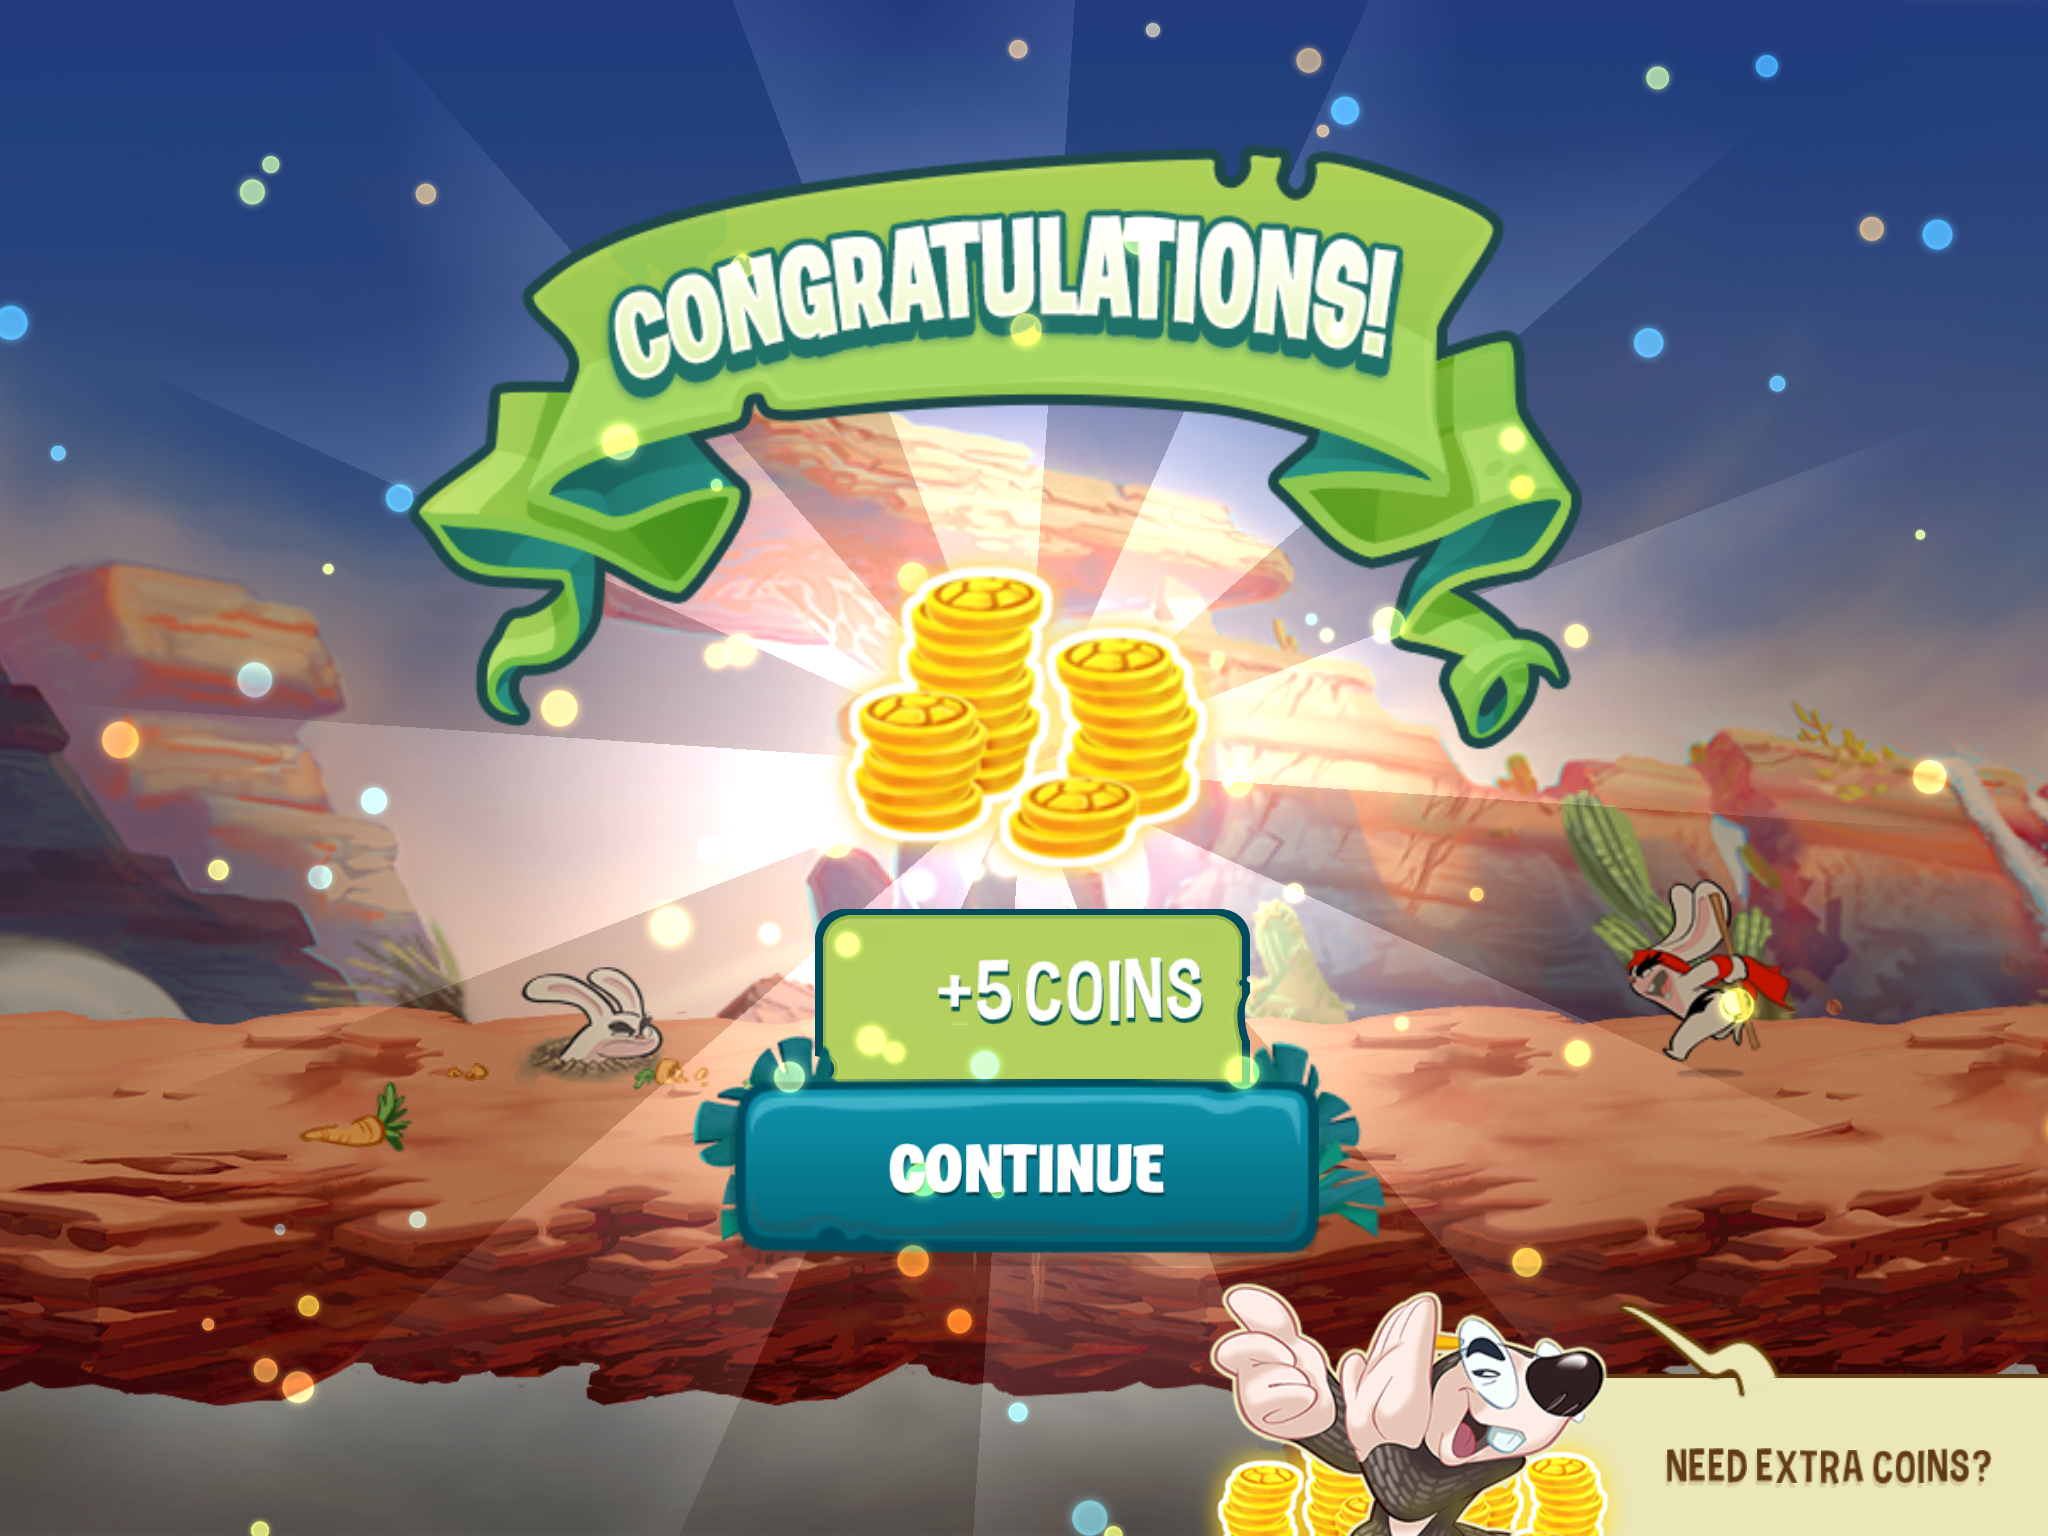 CONGRATULATIONS!
+5 COINS
CONTINUE
NEED EXTRA COINS?